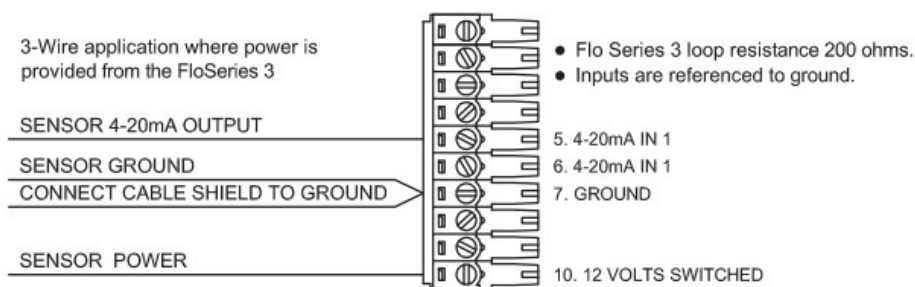 3-Wire application where power is
provided from the FloSeries 3
● Flo Series 3 loop resistance 200 ohms.
● Inputs are referenced to ground.
SENSOR 4-20mA OUTPUT
5. 4-20mA IN 1
SENSOR GROUND
6. 4-20mA IN 1
CONNECT CABLE SHIELD TO GROUND
7. GROUND
SENSOR POWER
10. 12 VOLTS SWITCHED